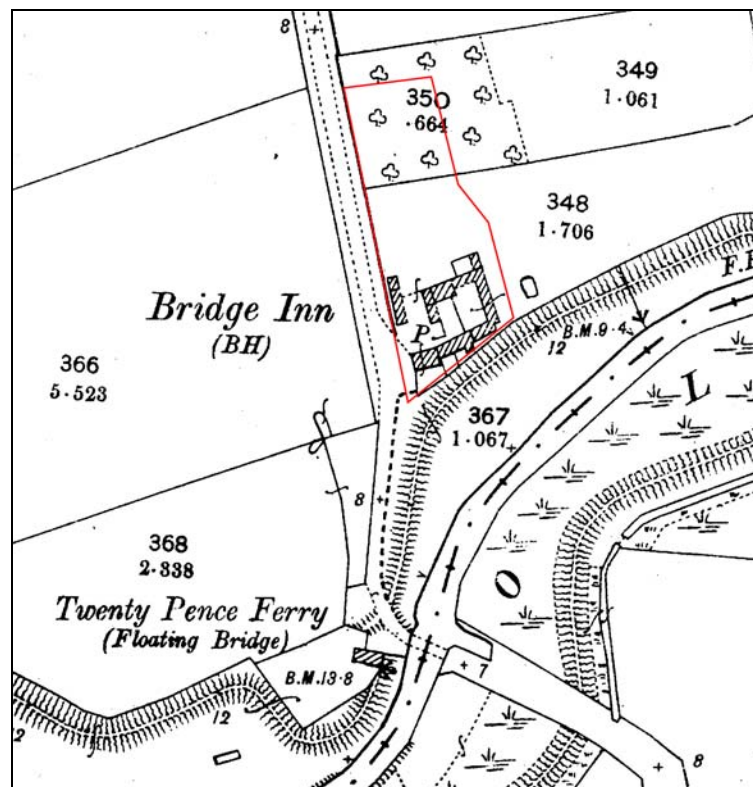 8
349
1·061
350
·664
348
1·706
F.
Bridge Inn
(BH)
P
B.M.9·4
12
L
366
5·523
367
1·067
8
368
2·338
O
Twenty Pence Ferry
(Floating Bridge)
B.M.13·8
7
12
8